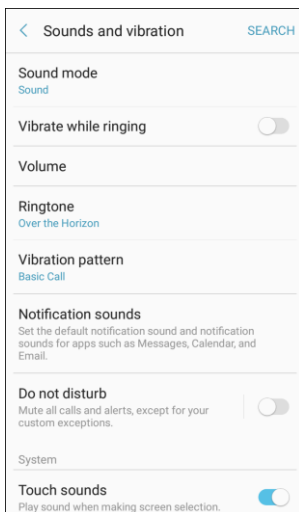 Sounds and vibration SEARCH
Sound mode
Sound
Vibrate while ringing
Volume
Ringtone
Over the Horizon
Vibration pattern
Basic Call
Notification sounds
Set the default notification sound and notification
sounds for apps such as Messages, Calendar, and
Email.
Do not disturb
Mute all calls and alerts, except for your
custom exceptions.
System
Touch sounds
Play sound when making screen selection.